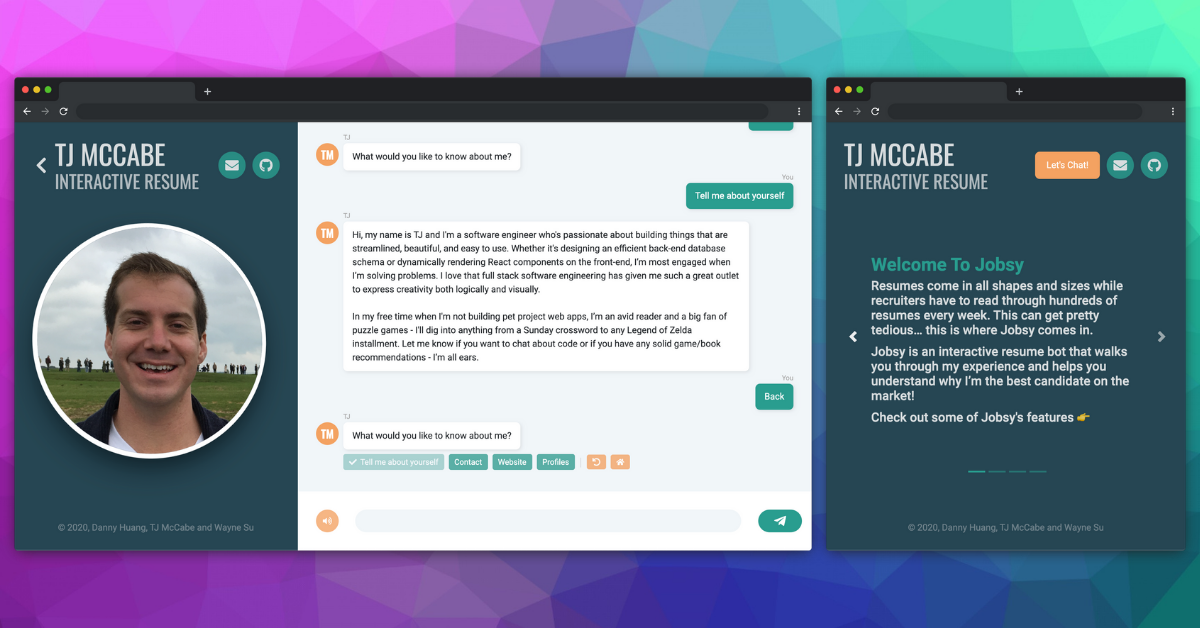 TJ MCCABE
INTERACTIVE RESUME
© 2020, Danny Huang, TJ McCabe and Wayne Su
TJ
TM
What would you like to know about me?
You
Tell me about yourself
TJ
TM
Hi, my name is TJ and I'm a software engineer who's passionate about building things that are
streamlined, beautiful, and easy to use. Whether it's designing an efficient back-end database
schema or dynamically rendering React components on the front-end, I'm most engaged when
I'm solving problems. I love that full stack software engineering has given me such a great outlet
to express creativity both logically and visually.
In my free time when I'm not building pet project web apps, I'm an avid reader and a big fan of
puzzle games - I'll dig into anything from a Sunday crossword to any Legend of Zelda
installment. Let me know if you want to chat about code or if you have any solid game/book
recommendations - I'm all ears.
You
Back
TJ
TM
What would you like to know about me?
Tell me about yourself Contact Website Profiles
TJ MCCABE
INTERACTIVE RESUME
Let's Chat!
Welcome To Jobsy
Resumes come in all shapes and sizes while
recruiters have to read through hundreds of
resumes every week. This can get pretty
tedious... this is where Jobsy comes in.
Jobsy is an interactive resume bot that walks
you through my experience and helps you
understand why I'm the best candidate on the
market!
Check out some of Jobsy's features 👉
© 2020, Danny Huang, TJ McCabe and Wayne Su